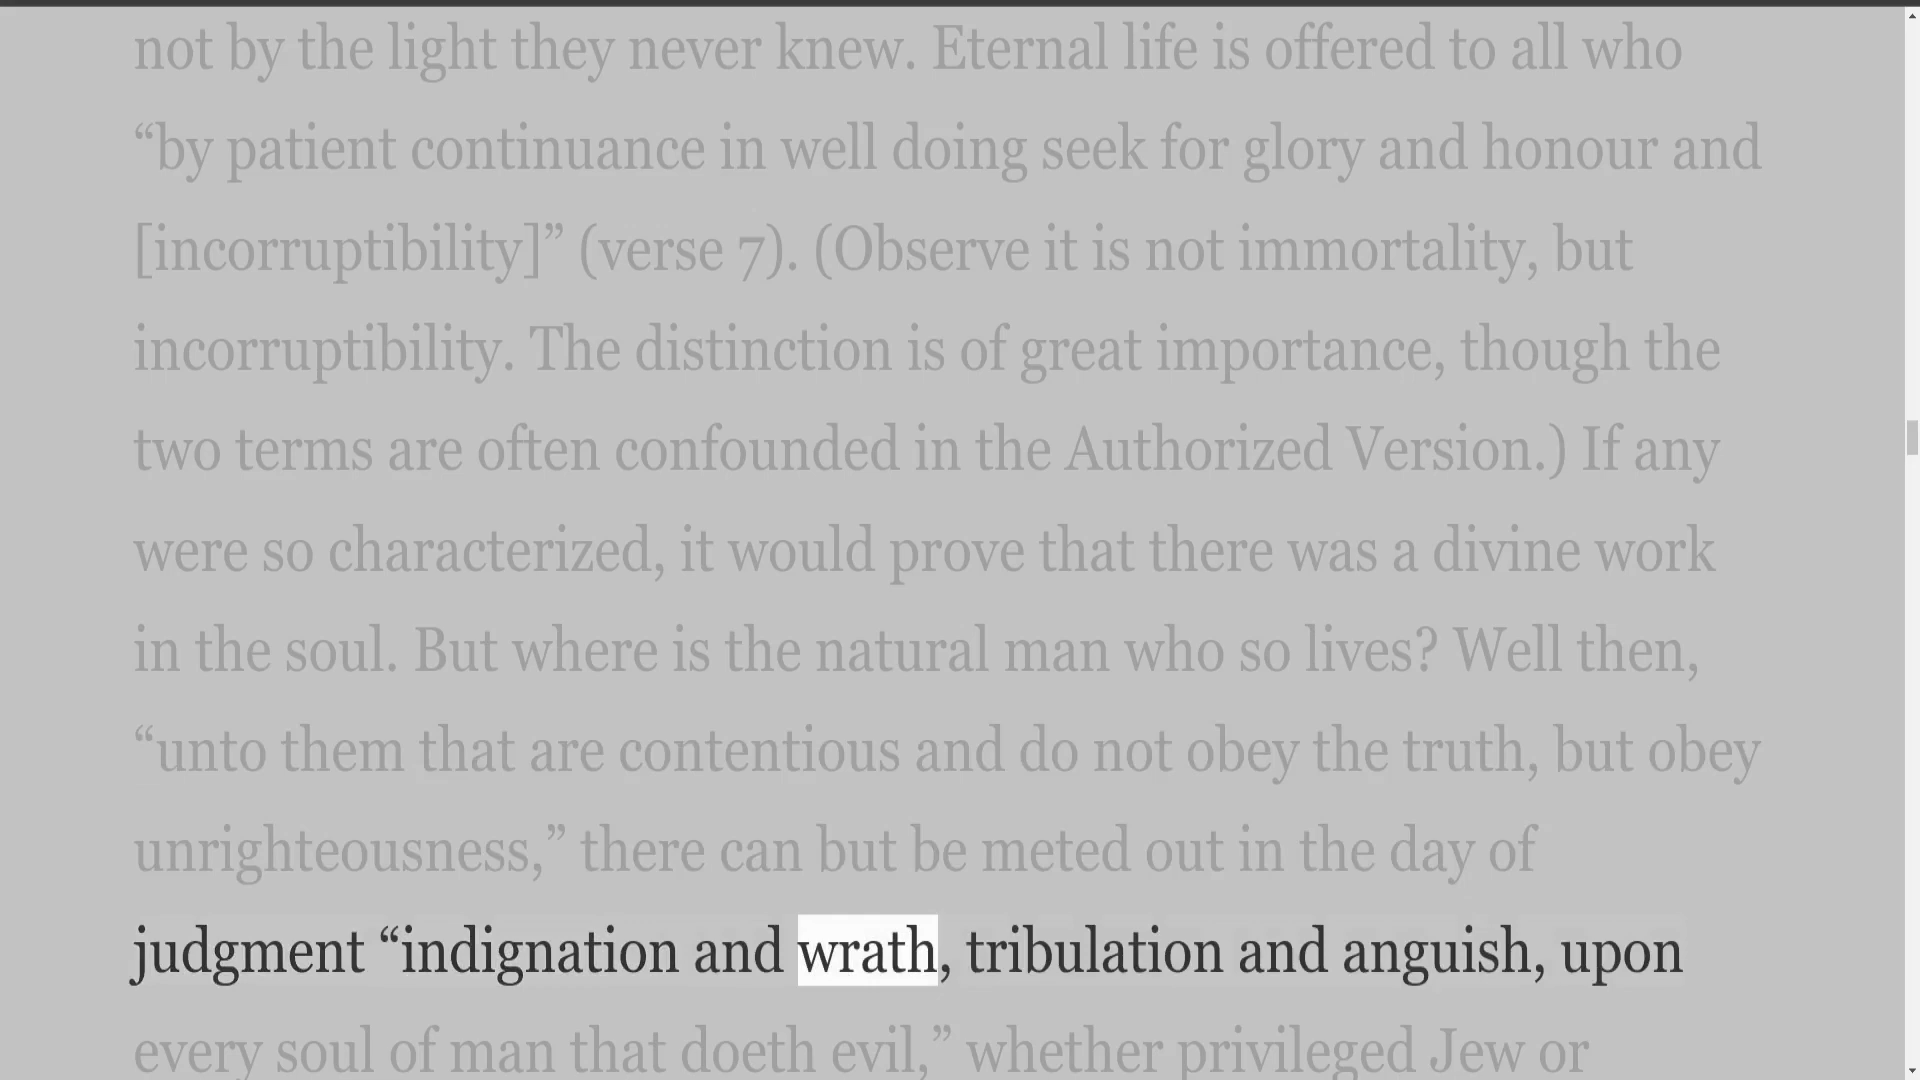 not by the light they never knew. Eternal life is offered to all who
“by patient continuance in well doing seek for glory and honour and
[incorruptibility]” (verse 7). (Observe it is not immortality, but
incorruptibility. The distinction is of great importance, though the
two terms are often confounded in the Authorized Version.) If any
were so characterized, it would prove that there was a divine work
in the soul. But where is the natural man who so lives? Well then,
“unto them that are contentious and do not obey the truth, but obey
unrighteousness,” there can but be meted out in the day of
judgment “indignation and wrath, tribulation and anguish, upon
every soul of man that doeth evil,” whether privileged Jew or